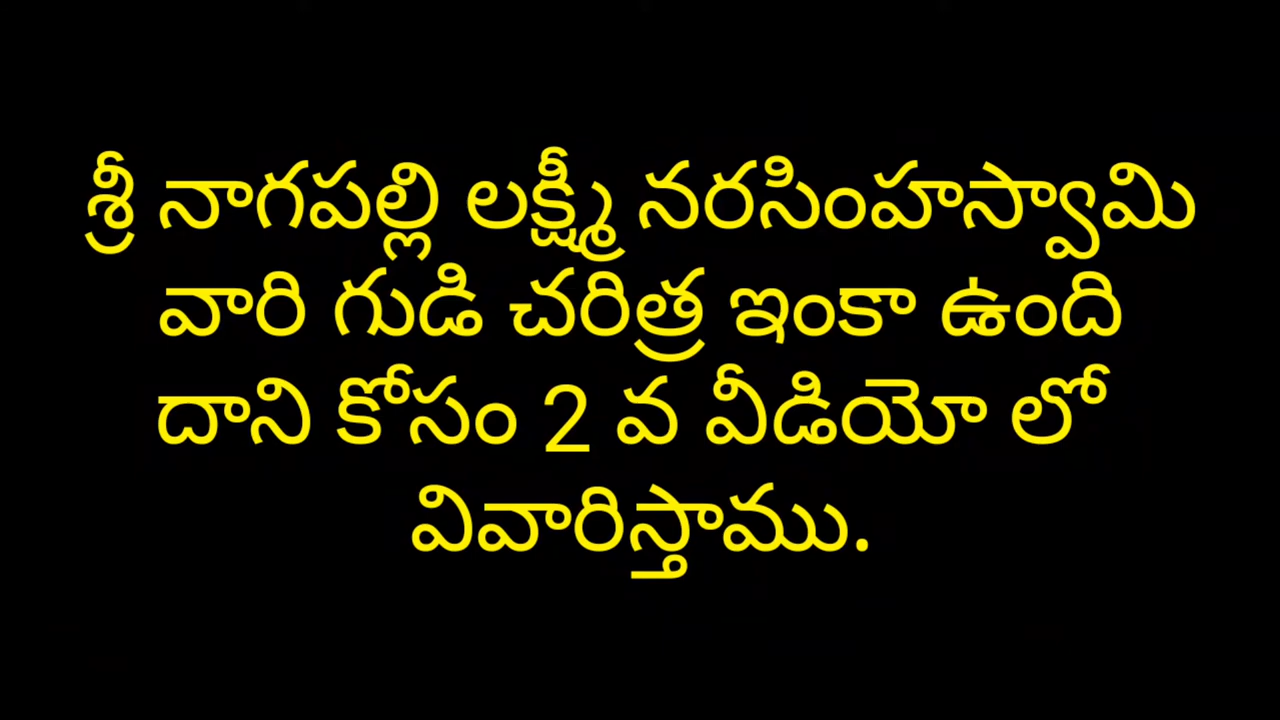 శ్రీ నాగపల్లి లక్ష్మీ నరసింహస్వామి
వారి గుడి చరిత్ర ఇంకా ఉంది
దాని కోసం 2 వ వీడియో లో
వివారిస్తాము.